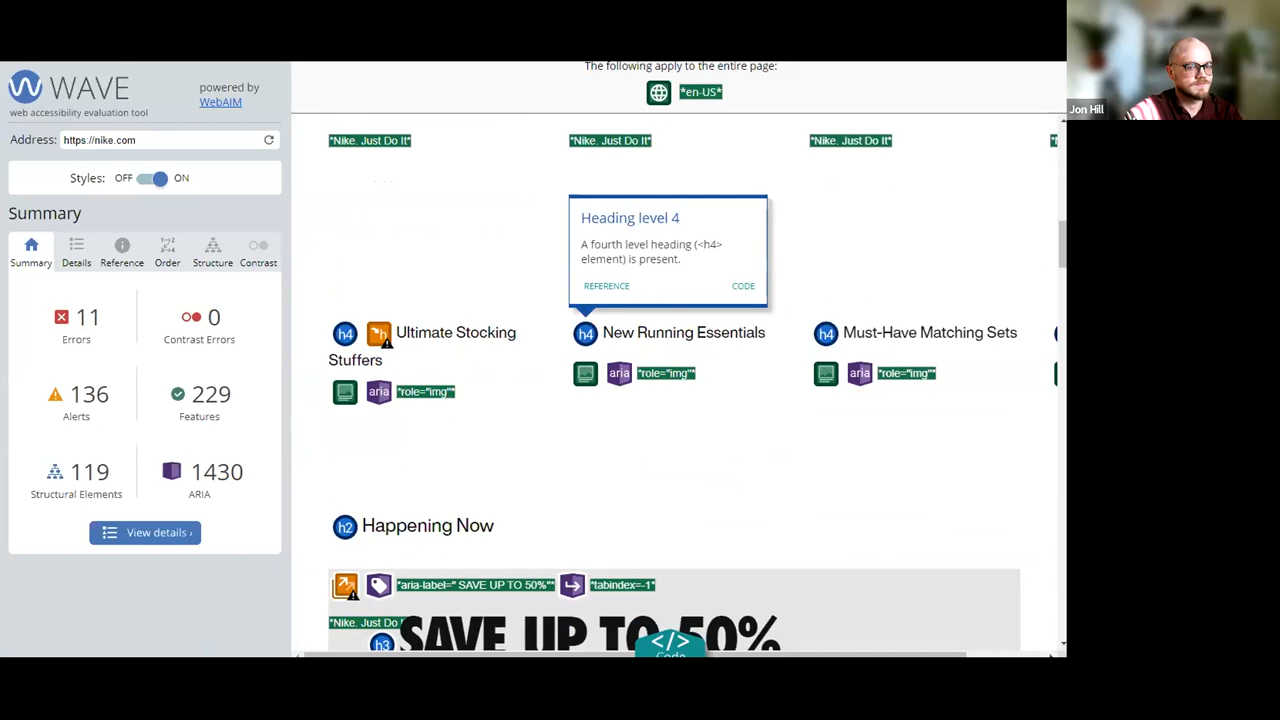 The following apply to the entire page:
*en-US*
WAVE
web accessibility evaluation tool
powered by
WebAIM
Address: https://nike.com
Styles: OFF ON
Summary
Summary Details Reference Order Structure Contrast
11
Errors
0
Contrast Errors
136
Alerts
229
Features
119
Structural Elements
1430
ARIA
View details ›
*Nike. Just Do It* *Nike. Just Do It* *Nike. Just Do It*
Heading level 4
A fourth level heading (<h4>
element) is present.
REFERENCE CODE
h4 h Ultimate Stocking
Stuffers
aria *role="img"*
h4 New Running Essentials
aria *role="img"*
h4 Must-Have Matching Sets
aria *role="img"*
h2 Happening Now
*aria-label=" SAVE UP TO 50%"* *tabindex=-1*
*Nike. Just Do It
h3 SAVE UP TO 50%
</>
Code
Jon Hill